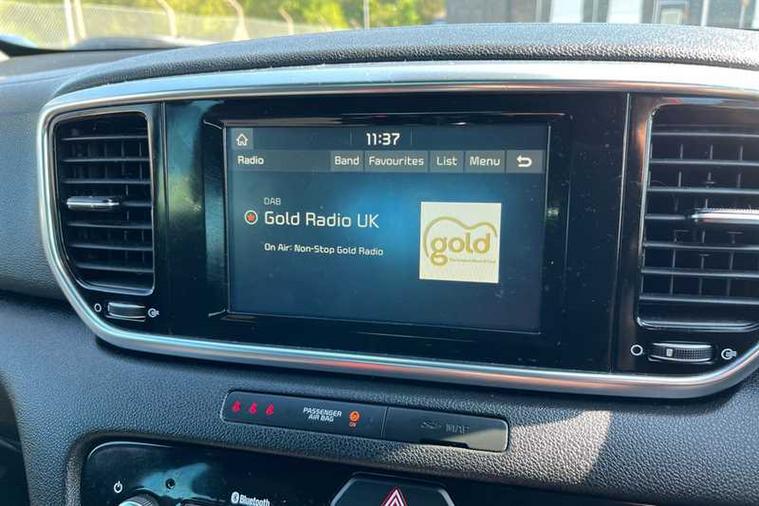 11:37
Radio Band Favourites List Menu
DAB
Gold Radio UK
On Air: Non-Stop Gold Radio
gold
PASSENGER
AIR BAG
ON
MAP
Bluetooth